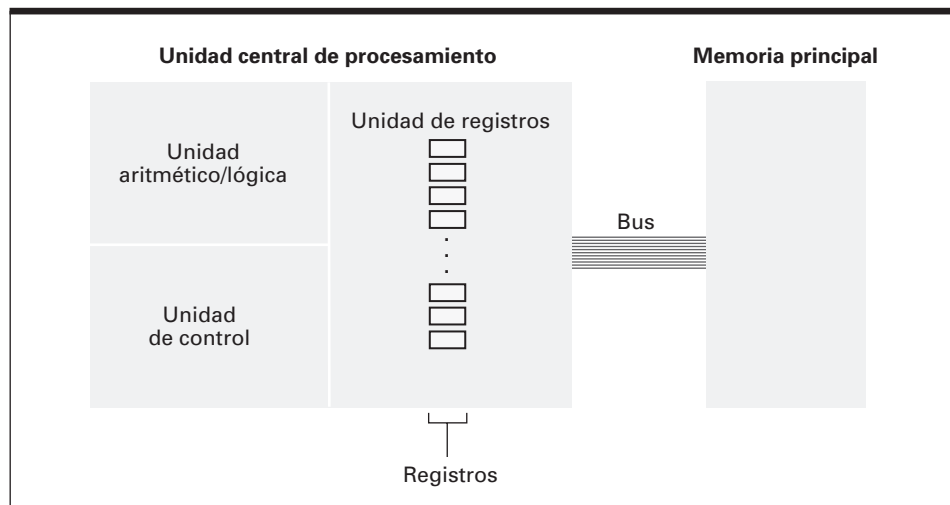 Unidad central de procesamiento
Memoria principal
Unidad
aritmético/lógica
Unidad de registros
Bus
Unidad
de control
Registros